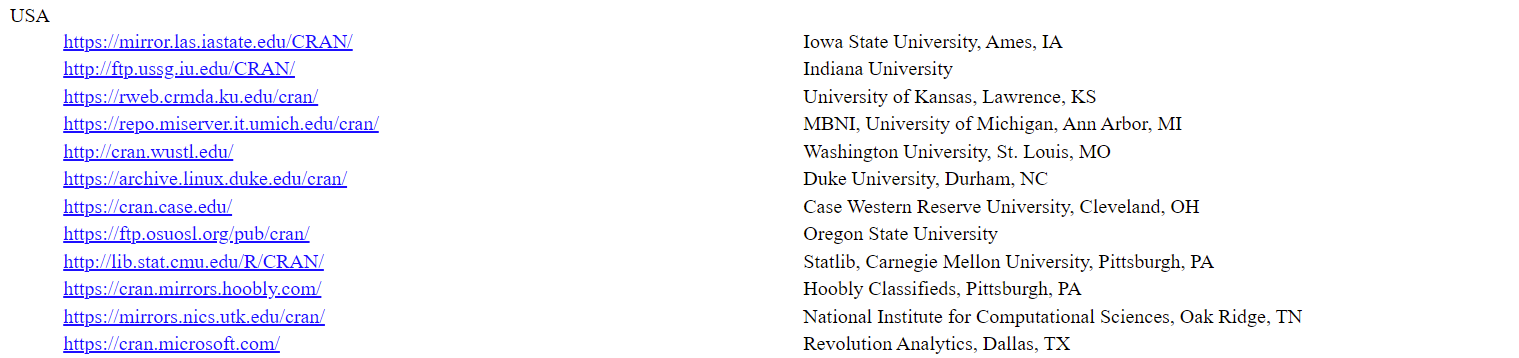 USA
https://mirror.las.iastate.edu/CRAN/ Iowa State University, Ames, IA
http://ftp.ussg.iu.edu/CRAN/ Indiana University
https://rweb.crmda.ku.edu/cran/ University of Kansas, Lawrence, KS
https://repo.miserver.it.umich.edu/cran/ MBNI, University of Michigan, Ann Arbor, MI
http://cran.wustl.edu/ Washington University, St. Louis, MO
https://archive.linux.duke.edu/cran/ Duke University, Durham, NC
https://cran.case.edu/ Case Western Reserve University, Cleveland, OH
https://ftp.osuosl.org/pub/cran/ Oregon State University
http://lib.stat.cmu.edu/R/CRAN/ Statlib, Carnegie Mellon University, Pittsburgh, PA
https://cran.mirrors.hoobly.com/ Hoobly Classifieds, Pittsburgh, PA
https://mirrors.nics.utk.edu/cran/ National Institute for Computational Sciences, Oak Ridge, TN
https://cran.microsoft.com/ Revolution Analytics, Dallas, TX